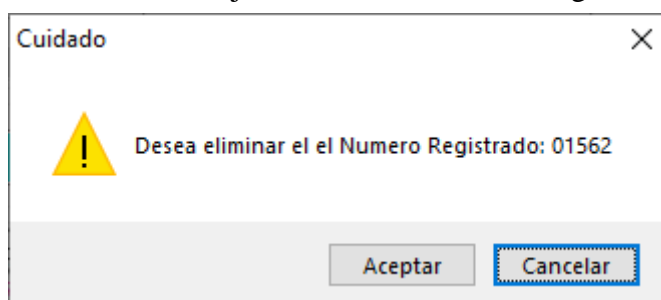 Cuidado
Desea eliminar el el Numero Registrado: 01562
Aceptar Cancelar